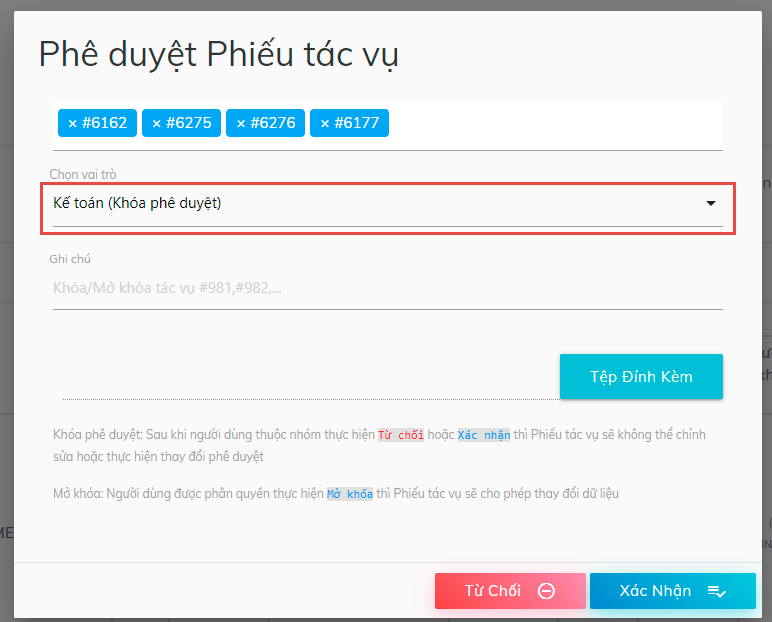 Phê duyệt Phiếu tác vụ
× #6162 × #6275 × #6276 × #6177
Chọn vai trò
Kế toán (Khóa phê duyệt)
Ghi chú
Khóa/Mở khóa tác vụ #981,#982,...
Tệp Đính Kèm
Khóa phê duyệt: Sau khi người dùng thuộc nhóm thực hiện Từ chối hoặc Xác nhận thì Phiếu tác vụ sẽ không thể chỉnh
sửa hoặc thực hiện thay đổi phê duyệt
Mở khóa: Người dùng được phân quyền thực hiện Mở khóa thì Phiếu tác vụ sẽ cho phép thay đổi dữ liệu
Từ Chối
Xác Nhận